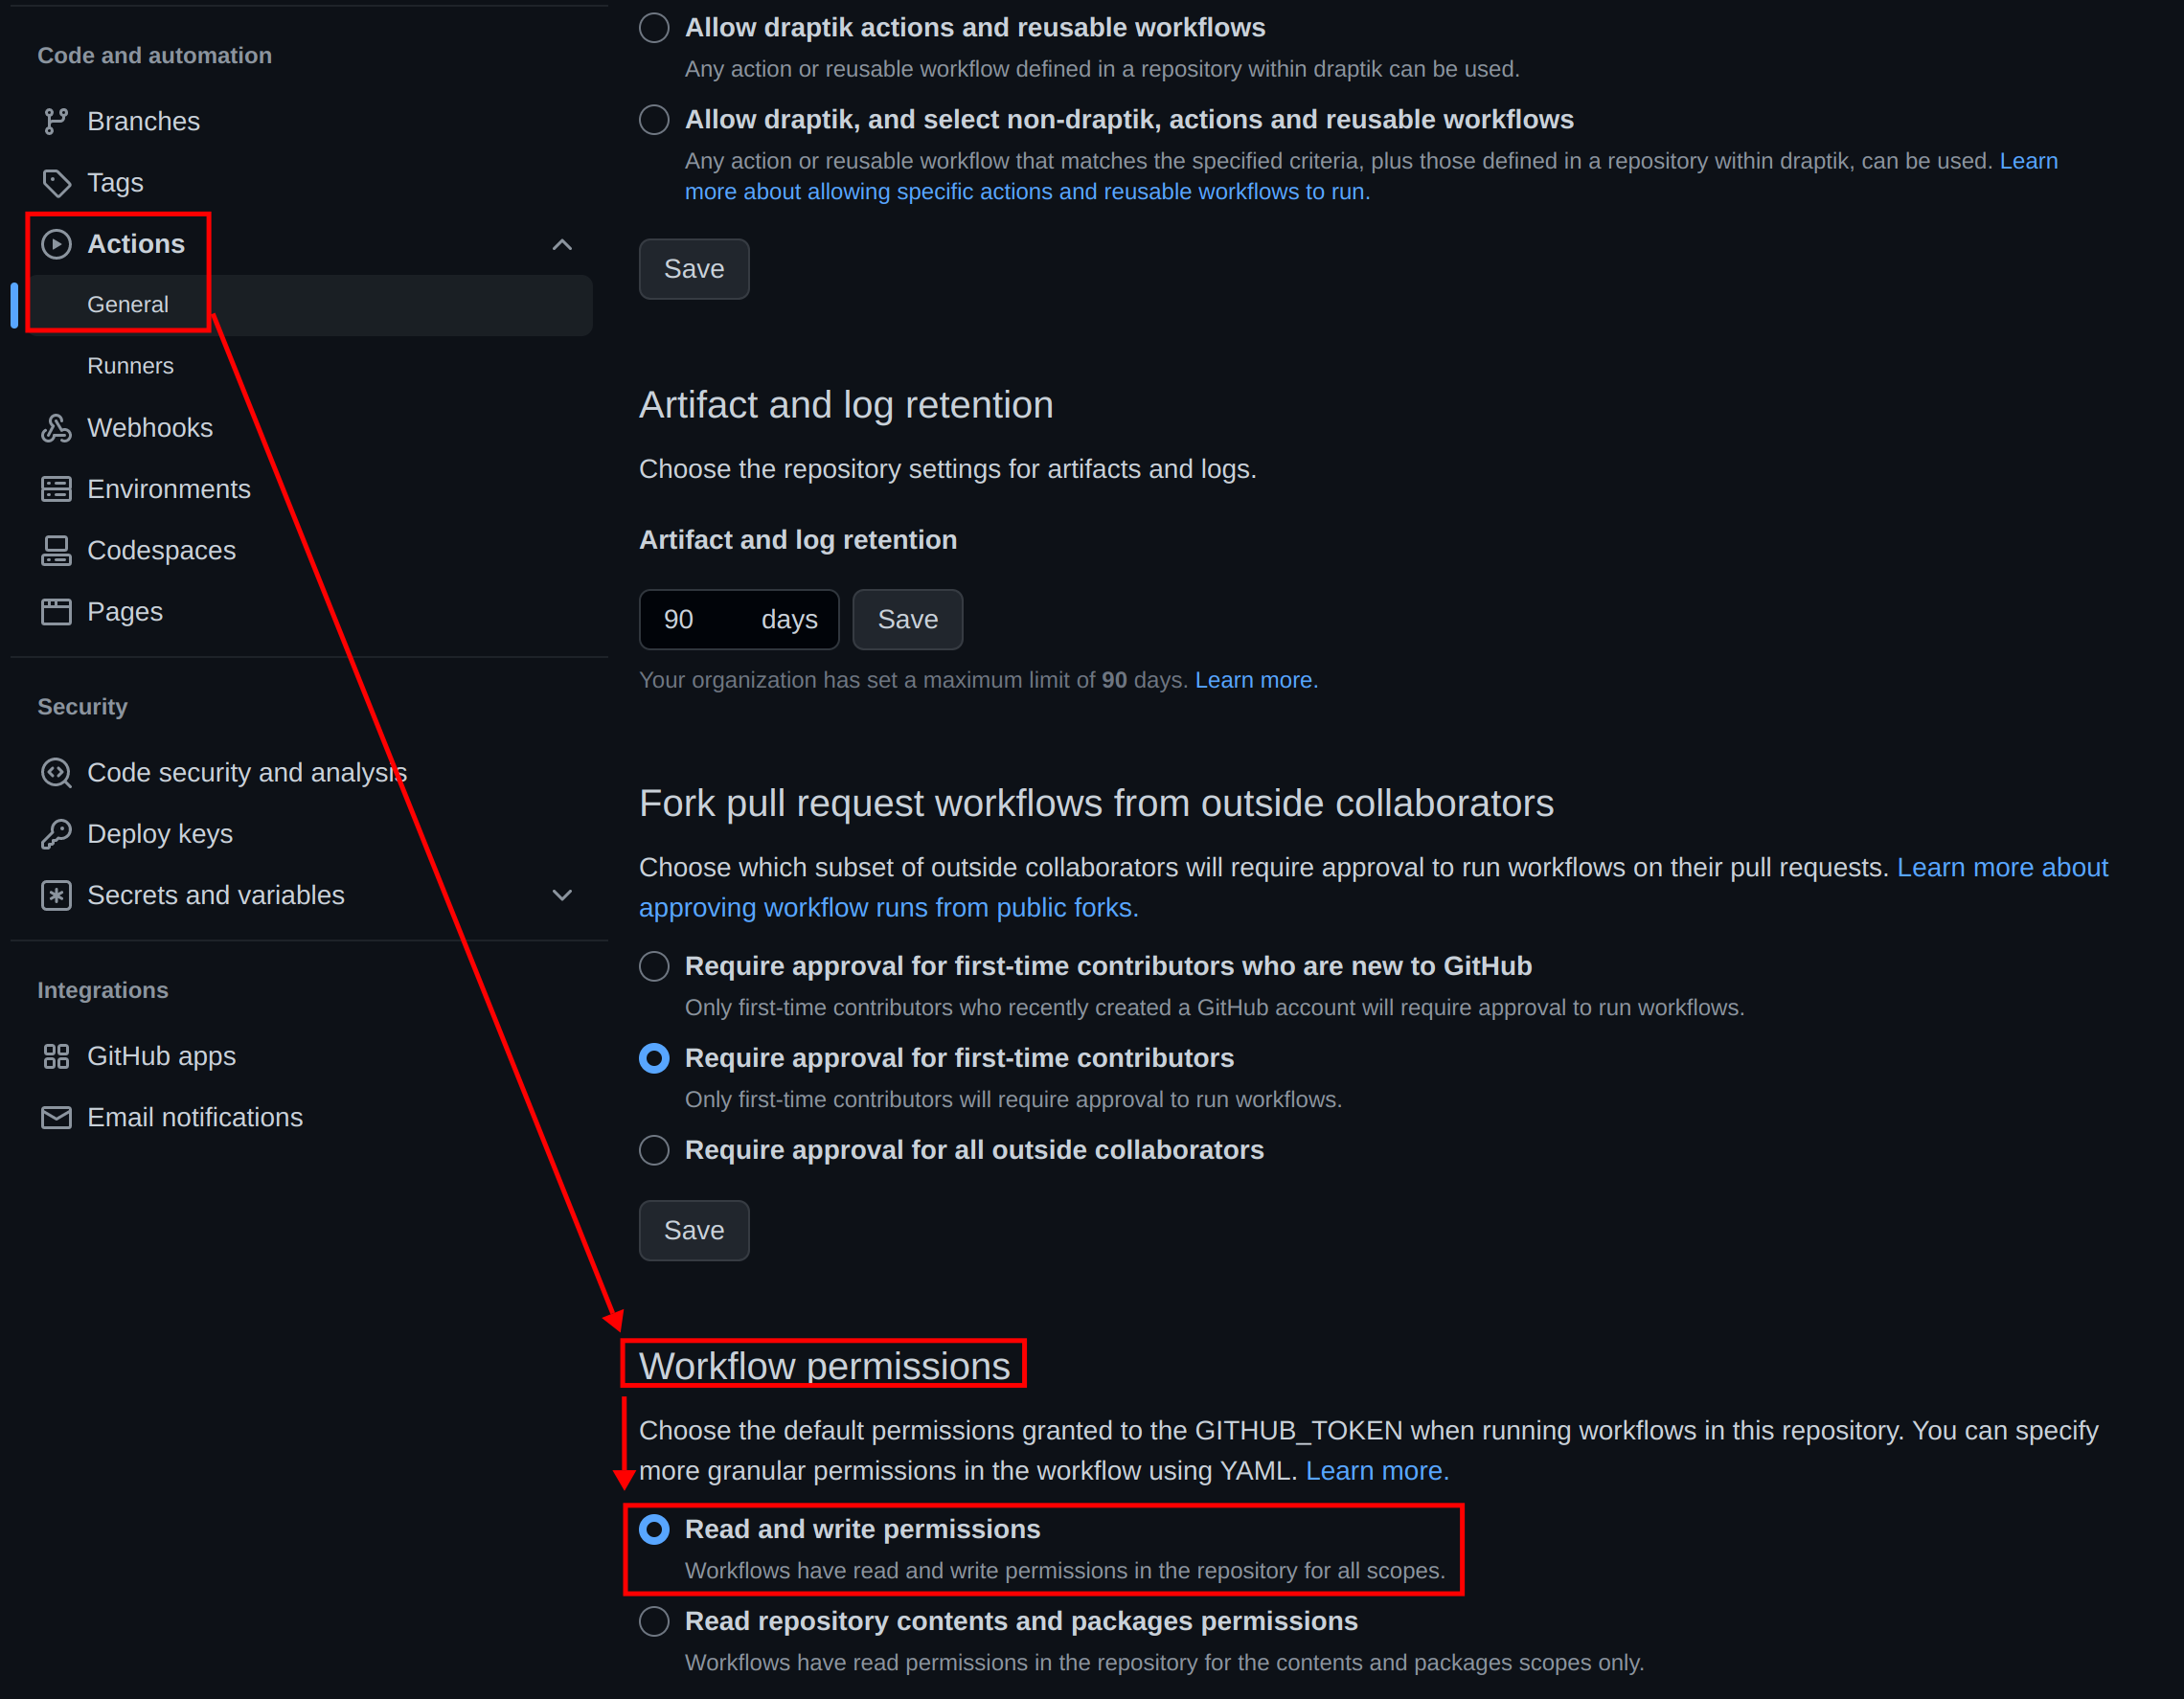 Code and automation
Branches
Tags
Actions
General
Runners
Webhooks
Environments
Codespaces
Pages
Security
Code security and analysis
Deploy keys
Secrets and variables
Integrations
GitHub apps
Email notifications
Allow draptik actions and reusable workflows
Any action or reusable workflow defined in a repository within draptik can be used.
Allow draptik, and select non-draptik, actions and reusable workflows
Any action or reusable workflow that matches the specified criteria, plus those defined in a repository within draptik, can be used. Learn
more about allowing specific actions and reusable workflows to run.
Save
Artifact and log retention
Choose the repository settings for artifacts and logs.
Artifact and log retention
90 days Save
Your organization has set a maximum limit of 90 days. Learn more.
Fork pull request workflows from outside collaborators
Choose which subset of outside collaborators will require approval to run workflows on their pull requests. Learn more about
approving workflow runs from public forks.
Require approval for first-time contributors who are new to GitHub
Only first-time contributors who recently created a GitHub account will require approval to run workflows.
Require approval for first-time contributors
Only first-time contributors will require approval to run workflows.
Require approval for all outside collaborators
Save
Workflow permissions
Choose the default permissions granted to the GITHUB_TOKEN when running workflows in this repository. You can specify
more granular permissions in the workflow using YAML. Learn more.
Read and write permissions
Workflows have read and write permissions in the repository for all scopes.
Read repository contents and packages permissions
Workflows have read permissions in the repository for the contents and packages scopes only.